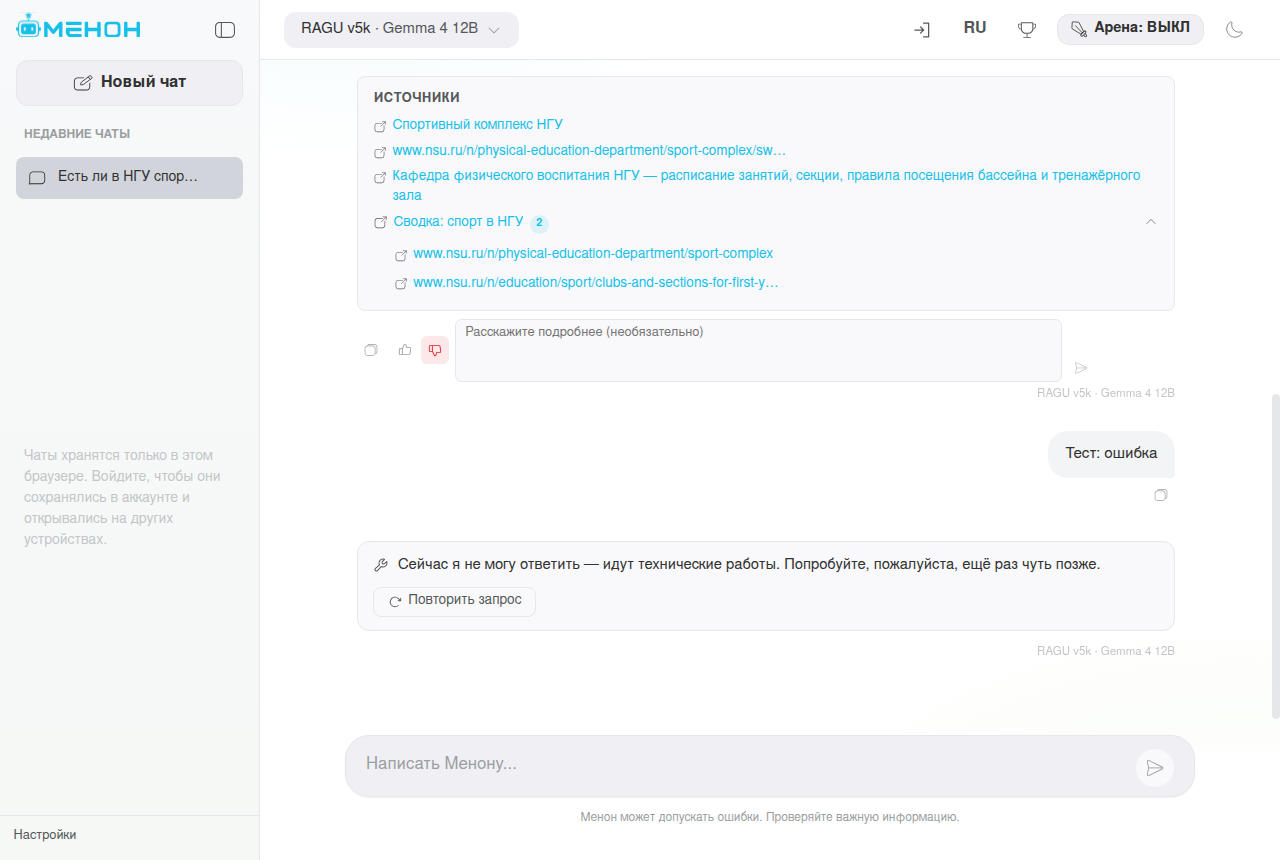 МЕНОН
Новый чат
НЕДАВНИЕ ЧАТЫ
Есть ли в НГУ спор…
Чаты хранятся только в этом
браузере. Войдите, чтобы они
сохранялись в аккаунте и
открывались на других
устройствах.
Настройки
RAGU v5k · Gemma 4 12B
RU
Арена: ВЫКЛ
ИСТОЧНИКИ
Спортивный комплекс НГУ
www.nsu.ru/n/physical-education-department/sport-complex/sw…
Кафедра физического воспитания НГУ — расписание занятий, секции, правила посещения бассейна и тренажёрного
зала
Сводка: спорт в НГУ 2
www.nsu.ru/n/physical-education-department/sport-complex
www.nsu.ru/n/education/sport/clubs-and-sections-for-first-y…
Расскажите подробнее (необязательно)
RAGU v5k · Gemma 4 12B
Тест: ошибка
Сейчас я не могу ответить — идут технические работы. Попробуйте, пожалуйста, ещё раз чуть позже.
Повторить запрос
RAGU v5k · Gemma 4 12B
Написать Менону...
Менон может допускать ошибки. Проверяйте важную информацию.